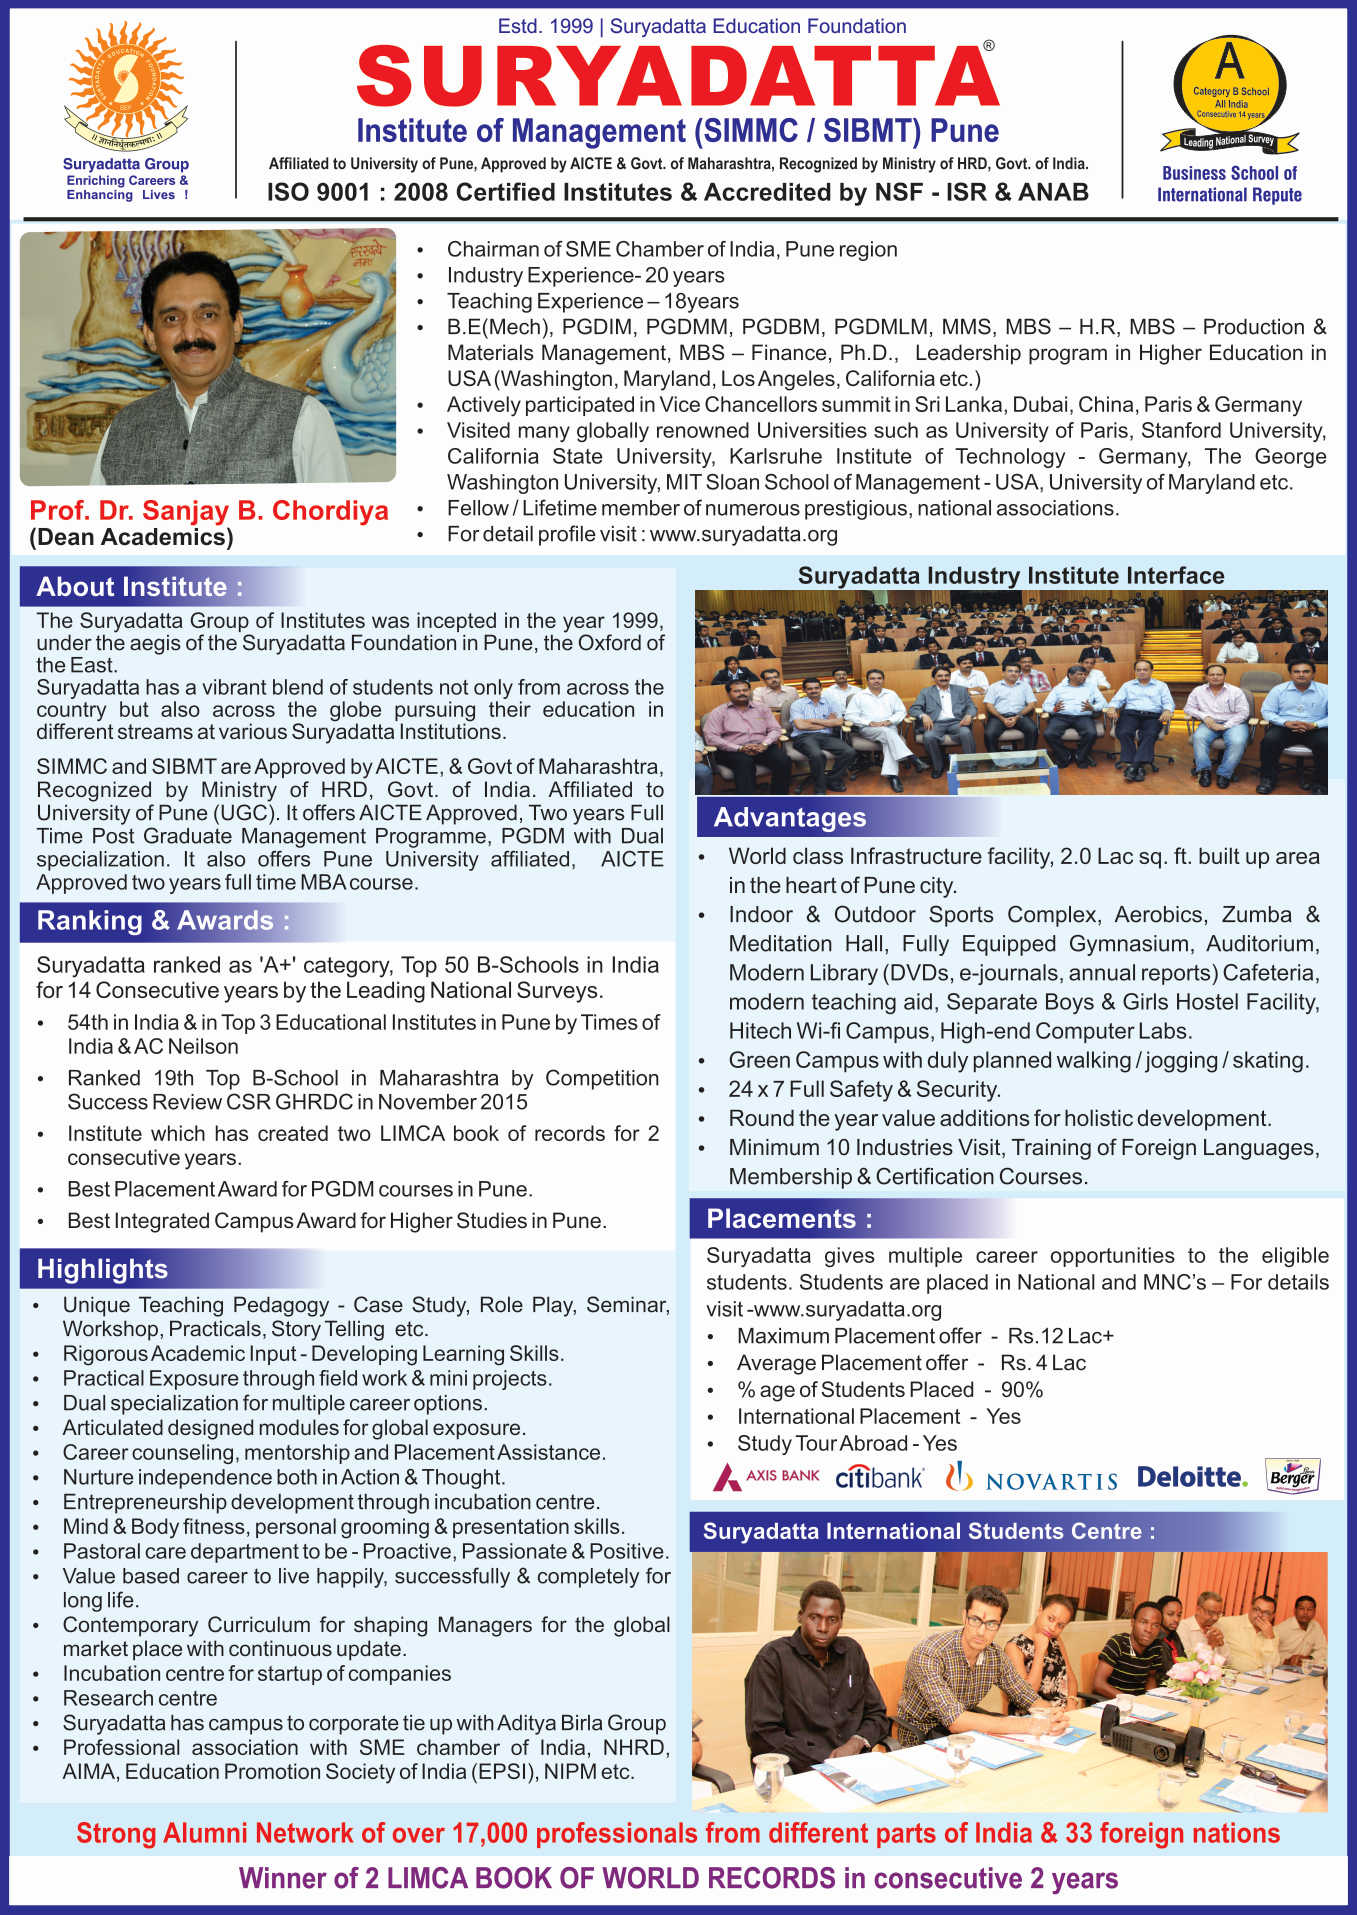 Estd. 1999 | Suryadatta Education Foundation
SURYADATTA®
Institute of Management (SIMMC / SIBMT) Pune
Affiliated to University of Pune, Approved by AICTE & Govt. of Maharashtra, Recognized by Ministry of HRD, Govt. of India.
ISO 9001 : 2008 Certified Institutes & Accredited by NSF - ISR & ANAB
SURYADATTA EDUCATION FOUNDATION
SEF
Suryadatta Group
Enriching Careers &
Enhancing Lives !
A
Category B School
All India
Consecutive 14 years
Leading National Survey
Business School of
International Repute
सरस्वत्यै
नमः
Prof. Dr. Sanjay B. Chordiya
(Dean Academics)
• Chairman of SME Chamber of India, Pune region
• Industry Experience- 20 years
• Teaching Experience – 18years
• B.E(Mech), PGDIM, PGDMM, PGDBM, PGDMLM, MMS, MBS – H.R, MBS – Production &
Materials Management, MBS – Finance, Ph.D., Leadership program in Higher Education in
USA (Washington, Maryland, Los Angeles, California etc.)
• Actively participated in Vice Chancellors summit in Sri Lanka, Dubai, China, Paris & Germany
• Visited many globally renowned Universities such as University of Paris, Stanford University,
California State University, Karlsruhe Institute of Technology - Germany, The George
Washington University, MIT Sloan School of Management - USA, University of Maryland etc.
• Fellow / Lifetime member of numerous prestigious, national associations.
• For detail profile visit : www.suryadatta.org
About Institute :
The Suryadatta Group of Institutes was incepted in the year 1999,
under the aegis of the Suryadatta Foundation in Pune, the Oxford of
the East.
Suryadatta has a vibrant blend of students not only from across the
country but also across the globe pursuing their education in
different streams at various Suryadatta Institutions.
SIMMC and SIBMT are Approved by AICTE, & Govt of Maharashtra,
Recognized by Ministry of HRD, Govt. of India. Affiliated to
University of Pune (UGC). It offers AICTE Approved, Two years Full
Time Post Graduate Management Programme, PGDM with Dual
specialization. It also offers Pune University affiliated, AICTE
Approved two years full time MBA course.
Ranking & Awards :
Suryadatta ranked as 'A+' category, Top 50 B-Schools in India
for 14 Consecutive years by the Leading National Surveys.
• 54th in India & in Top 3 Educational Institutes in Pune by Times of
India & AC Neilson
• Ranked 19th Top B-School in Maharashtra by Competition
Success Review CSR GHRDC in November 2015
• Institute which has created two LIMCA book of records for 2
consecutive years.
• Best Placement Award for PGDM courses in Pune.
• Best Integrated Campus Award for Higher Studies in Pune.
Highlights
• Unique Teaching Pedagogy - Case Study, Role Play, Seminar,
Workshop, Practicals, Story Telling etc.
• Rigorous Academic Input - Developing Learning Skills.
• Practical Exposure through field work & mini projects.
• Dual specialization for multiple career options.
• Articulated designed modules for global exposure.
• Career counseling, mentorship and Placement Assistance.
• Nurture independence both in Action & Thought.
• Entrepreneurship development through incubation centre.
• Mind & Body fitness, personal grooming & presentation skills.
• Pastoral care department to be - Proactive, Passionate & Positive.
• Value based career to live happily, successfully & completely for
long life.
• Contemporary Curriculum for shaping Managers for the global
market place with continuous update.
• Incubation centre for startup of companies
• Research centre
• Suryadatta has campus to corporate tie up with Aditya Birla Group
• Professional association with SME chamber of India, NHRD,
AIMA, Education Promotion Society of India (EPSI), NIPM etc.
Suryadatta Industry Institute Interface
Advantages
• World class Infrastructure facility, 2.0 Lac sq. ft. built up area
in the heart of Pune city.
• Indoor & Outdoor Sports Complex, Aerobics, Zumba &
Meditation Hall, Fully Equipped Gymnasium, Auditorium,
Modern Library (DVDs, e-journals, annual reports) Cafeteria,
modern teaching aid, Separate Boys & Girls Hostel Facility,
Hitech Wi-fi Campus, High-end Computer Labs.
• Green Campus with duly planned walking / jogging / skating.
• 24 x 7 Full Safety & Security.
• Round the year value additions for holistic development.
• Minimum 10 Industries Visit, Training of Foreign Languages,
Membership & Certification Courses.
Placements :
Suryadatta gives multiple career opportunities to the eligible
students. Students are placed in National and MNC’s – For details
visit -www.suryadatta.org
• Maximum Placement offer - Rs.12 Lac+
• Average Placement offer - Rs. 4 Lac
• % age of Students Placed - 90%
• International Placement - Yes
• Study Tour Abroad - Yes
AXIS BANK citibank NOVARTIS Deloitte. Berger
Suryadatta International Students Centre :
Strong Alumni Network of over 17,000 professionals from different parts of India & 33 foreign nations
Winner of 2 LIMCA BOOK OF WORLD RECORDS in consecutive 2 years